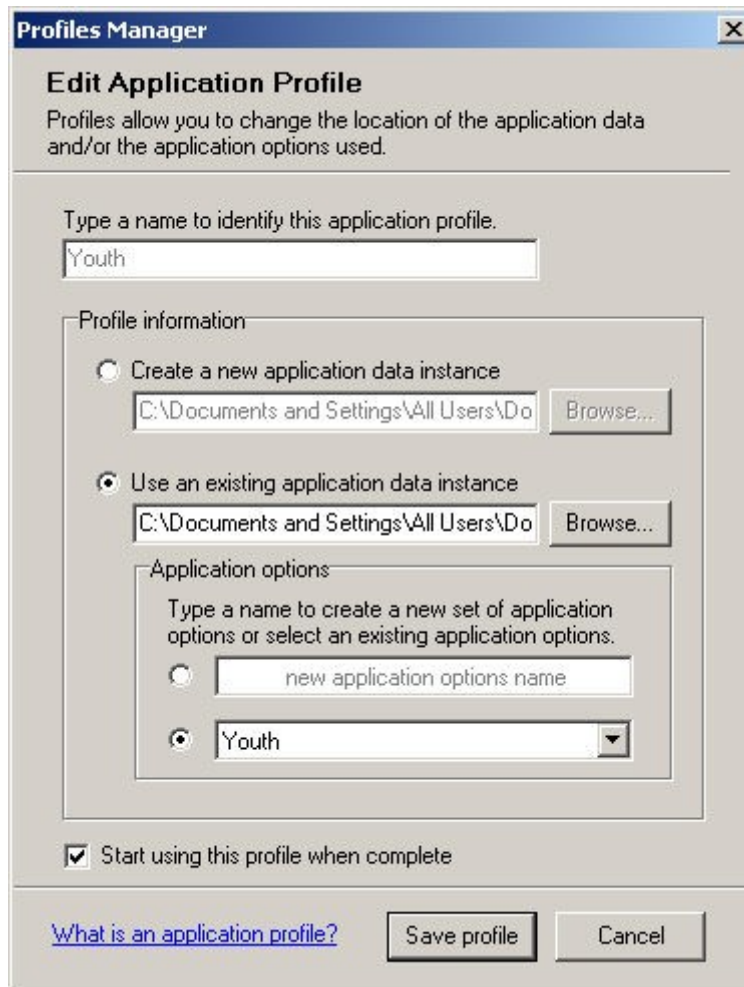 Profiles Manager
Edit Application Profile
Profiles allow you to change the location of the application data
and/or the application options used.
Type a name to identify this application profile.
Youth
Profile information
Create a new application data instance
C:\Documents and Settings\All Users\Do
Browse...
Use an existing application data instance
C:\Documents and Settings\All Users\Do
Browse...
Application options
Type a name to create a new set of application
options or select an existing application options.
new application options name
Youth
Start using this profile when complete
What is an application profile?
Save profile
Cancel